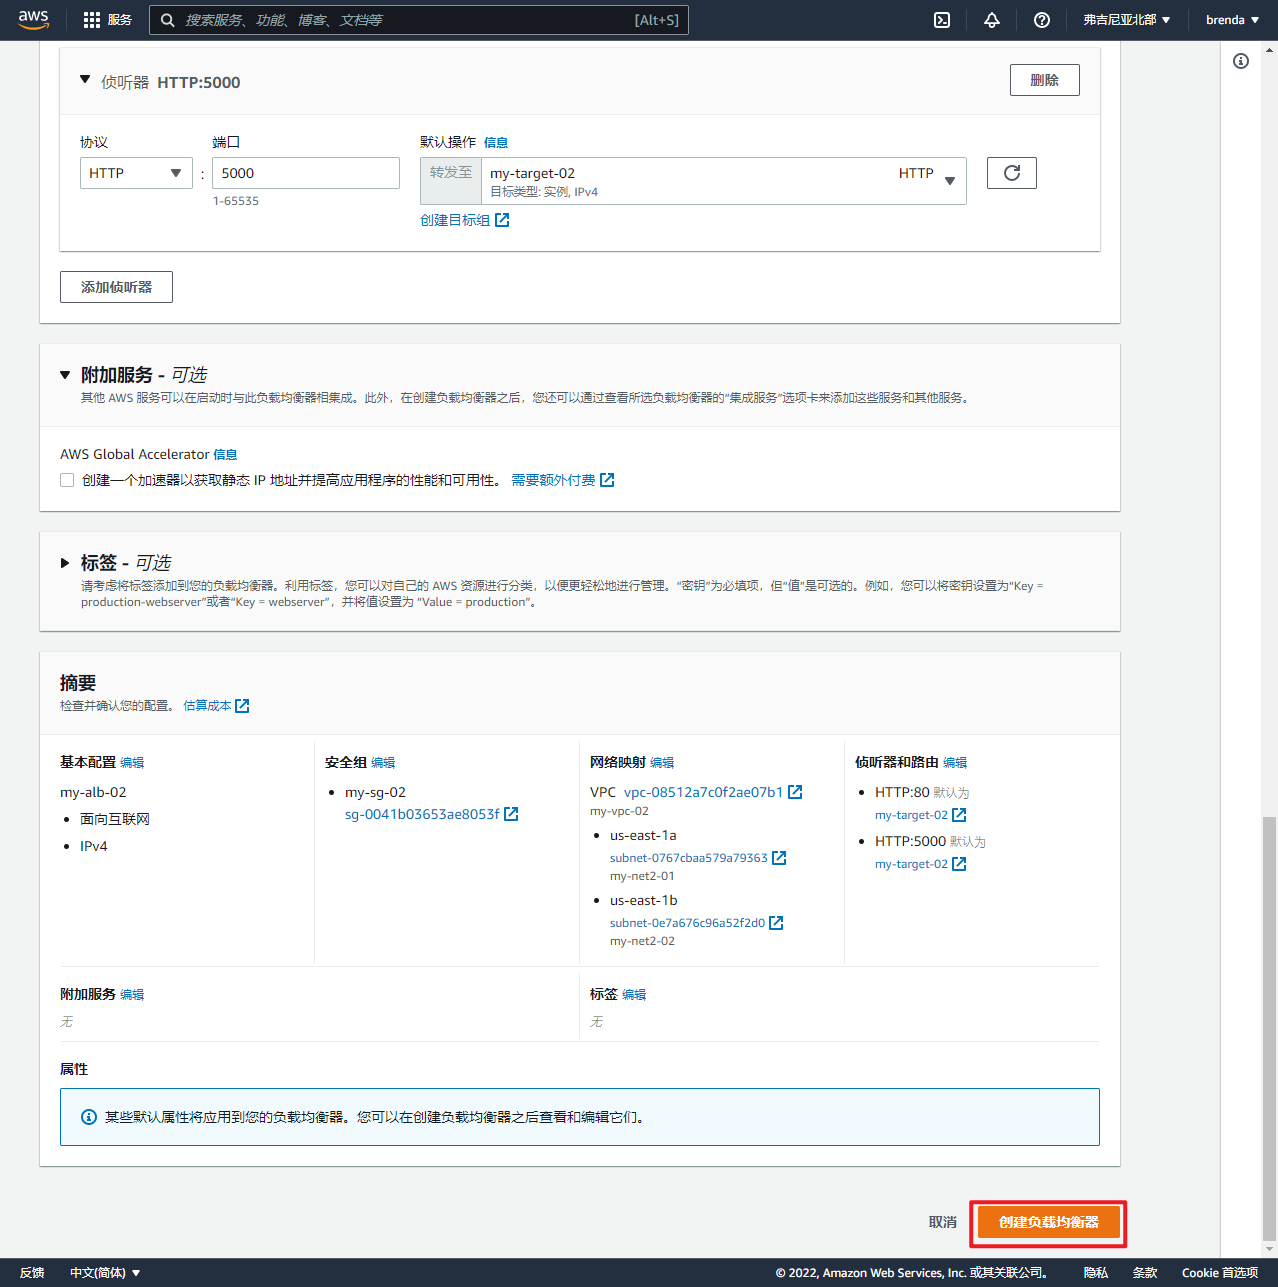 aws 服务 搜索服务、功能、博客、文档等 [Alt+S] 弗吉尼亚北部 brenda
侦听器 HTTP:5000 删除
协议 端口 默认操作 信息
HTTP : 5000 转发至 my-target-02 HTTP
目标类型: 实例, IPv4
1-65535
创建目标组
添加侦听器
附加服务 - 可选
其他 AWS 服务可以在启动时与此负载均衡器相集成。此外，在创建负载均衡器之后，您还可以通过查看所选负载均衡器的“集成服务”选项卡来添加这些服务和其他服务。
AWS Global Accelerator 信息
创建一个加速器以获取静态 IP 地址并提高应用程序的性能和可用性。 需要额外付费
标签 - 可选
请考虑将标签添加到您的负载均衡器。利用标签，您可以对自己的 AWS 资源进行分类，以便更轻松地进行管理。“密钥”为必填项，但“值”是可选的。例如，您可以将密钥设置为“Key =
production-webserver”或者“Key = webserver”，并将值设置为 “Value = production”。
摘要
检查并确认您的配置。 估算成本
基本配置 编辑
my-alb-02
• 面向互联网
• IPv4
安全组 编辑
• my-sg-02
sg-0041b03653ae8053f
网络映射 编辑
VPC vpc-08512a7c0f2ae07b1
my-vpc-02
• us-east-1a
subnet-0767cbaa579a79363
my-net2-01
• us-east-1b
subnet-0e7a676c96a52f2d0
my-net2-02
侦听器和路由 编辑
• HTTP:80 默认为
my-target-02
• HTTP:5000 默认为
my-target-02
附加服务 编辑
无
标签 编辑
无
属性
某些默认属性将应用到您的负载均衡器。您可以在创建负载均衡器之后查看和编辑它们。
取消 创建负载均衡器
反馈 中文(简体) © 2022, Amazon Web Services, Inc. 或其关联公司。 隐私 条款 Cookie 首选项